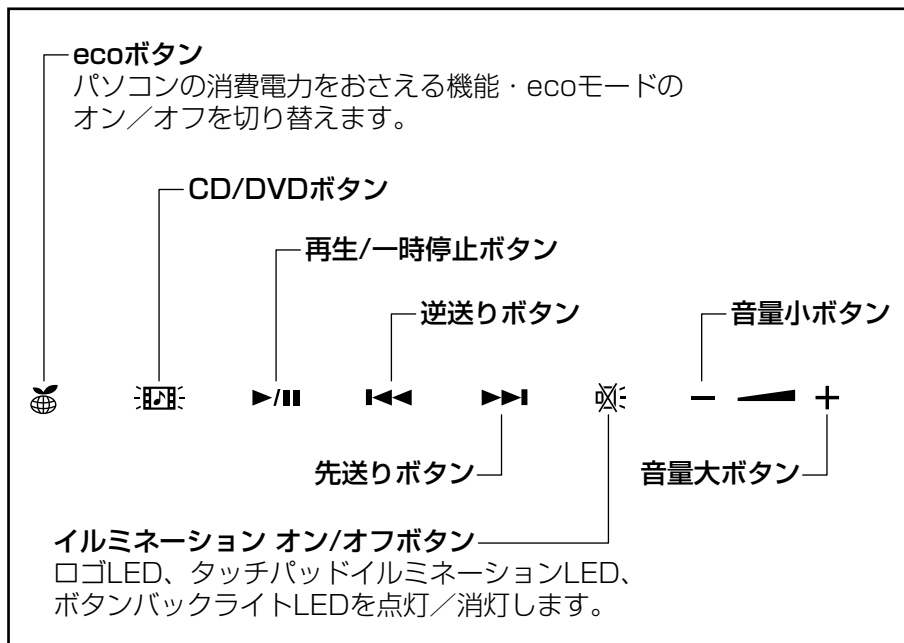 ecoボタン
パソコンの消費電力をおさえる機能・ecoモードの
オン／オフを切り替えます。
CD/DVDボタン
再生/一時停止ボタン
逆送りボタン
音量小ボタン
先送りボタン
音量大ボタン
イルミネーション オン/オフボタン
ロゴLED、タッチパッドイルミネーションLED、
ボタンバックライトLEDを点灯／消灯します。